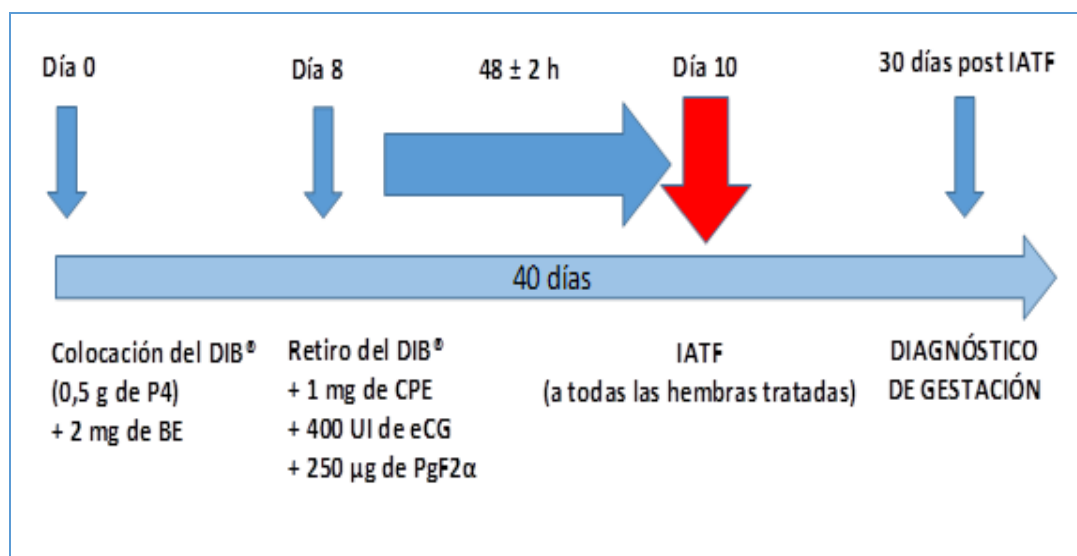 Día 0
Día 8
48 ± 2 h
Día 10
30 días post IATF
40 días
Colocación del DIB®
(0,5 g de P4)
+ 2 mg de BE
Retiro del DIB®
+ 1 mg de CPE
+ 400 UI de eCG
+ 250 µg de PgF2α
IATF
(a todas las hembras tratadas)
DIAGNÓSTICO
DE GESTACIÓN